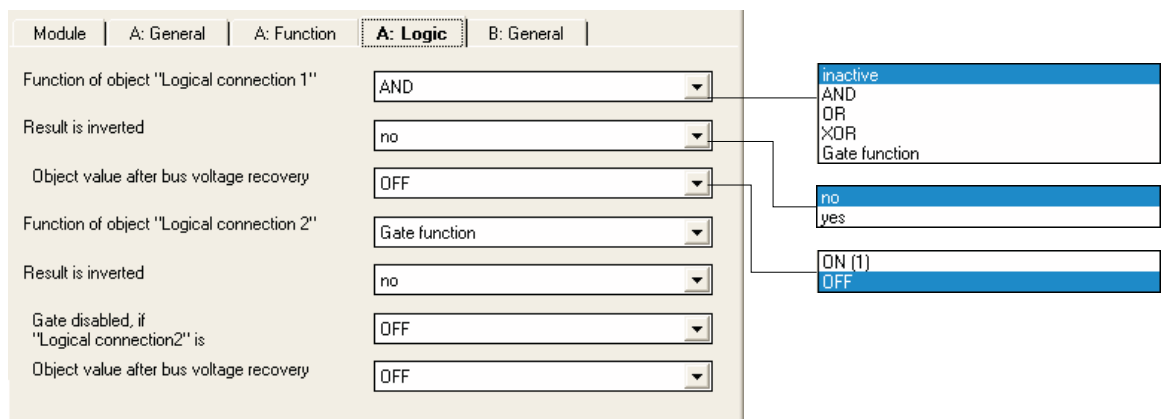 Module A: General A: Function A: Logic B: General
Function of object "Logical connection 1" AND
Result is inverted no
Object value after bus voltage recovery OFF
Function of object "Logical connection 2" Gate function
Result is inverted no
Gate disabled, if
"Logical connection2" is OFF
Object value after bus voltage recovery OFF
inactive
AND
OR
XOR
Gate function
no
yes
ON (1)
OFF